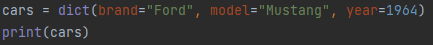 cars = dict(brand="Ford", model="Mustang", year=1964)
print(cars)